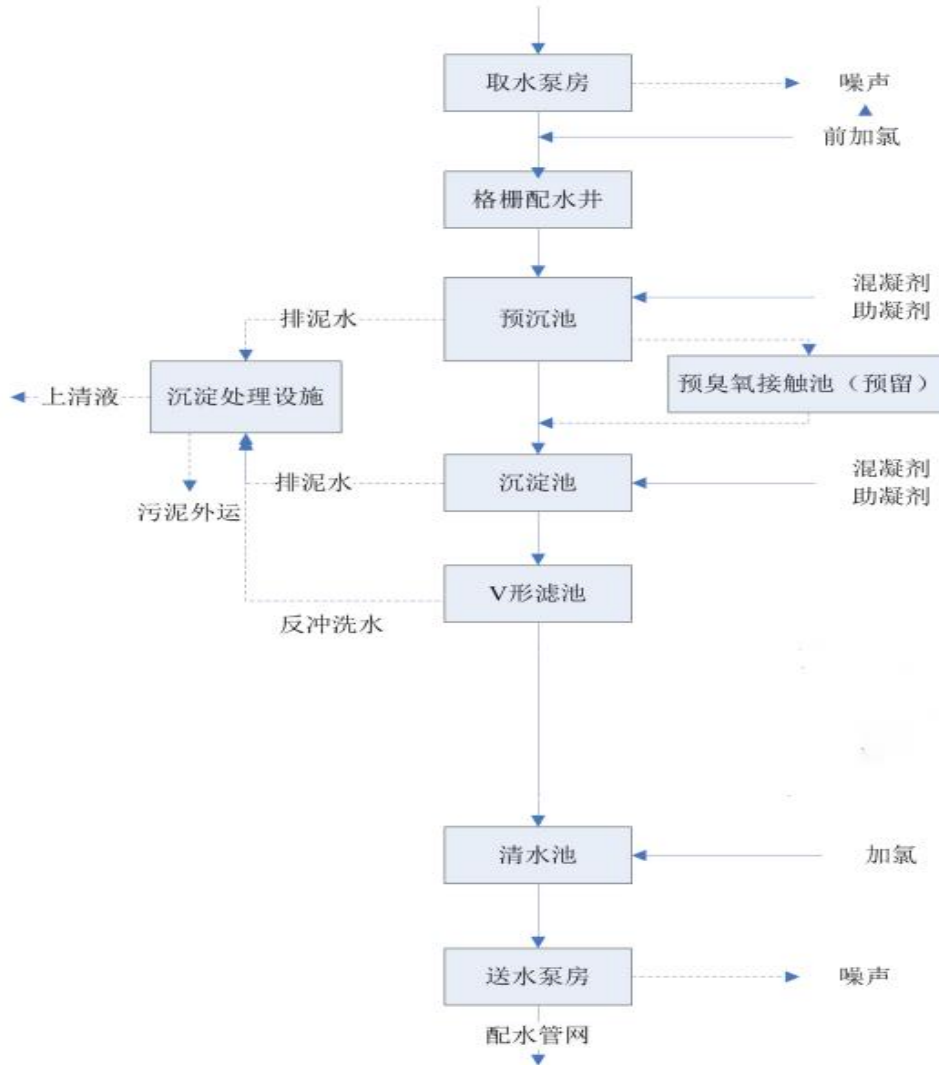 取水泵房
噪声
前加氯
格栅配水井
混凝剂
助凝剂
预沉池
排泥水
预臭氧接触池（预留）
上清液
沉淀处理设施
混凝剂
助凝剂
沉淀池
排泥水
污泥外运
V形滤池
反冲洗水
清水池
加氯
送水泵房
噪声
配水管网